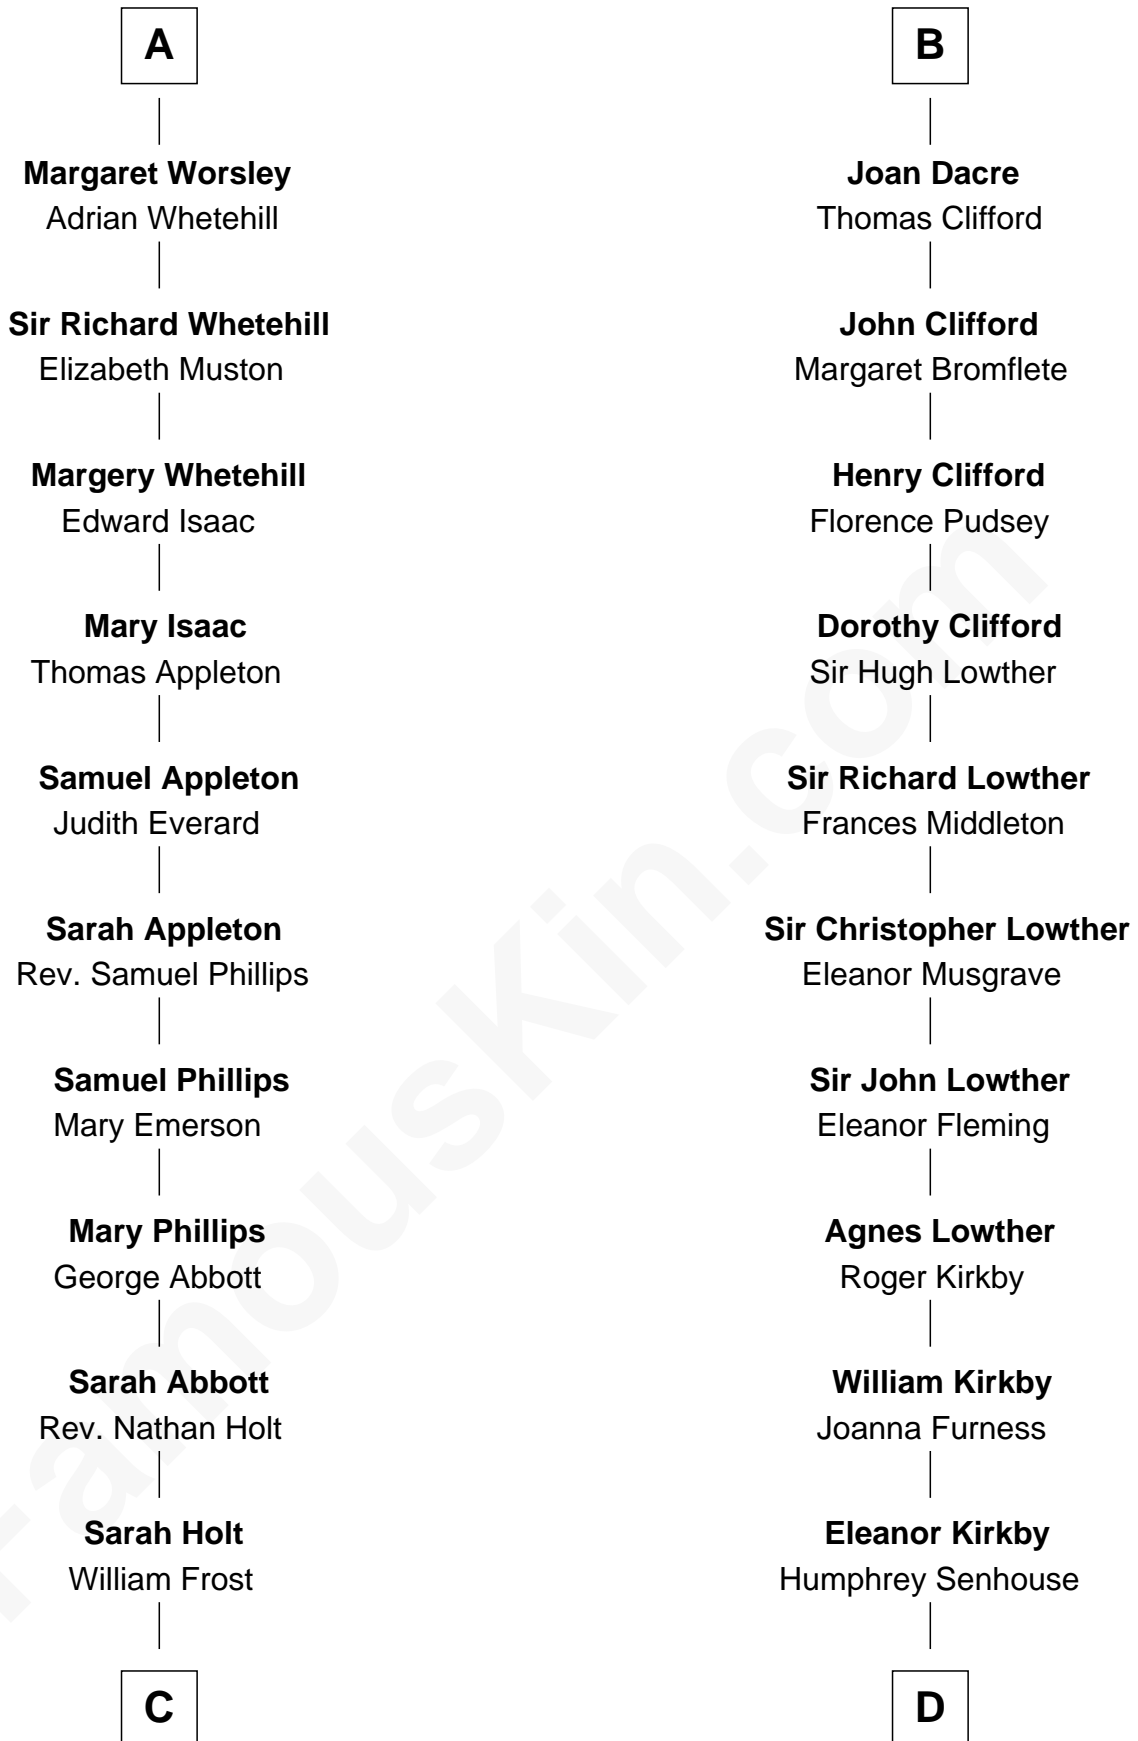 A
Margaret Worsley
Adrian Whetehill
Sir Richard Whetehill
Elizabeth Muston
Margery Whetehill
Edward Isaac
Mary Isaac
Thomas Appleton
Samuel Appleton
Judith Everard
Sarah Appleton
Rev. Samuel Phillips
Samuel Phillips
Mary Emerson
Mary Phillips
George Abbott
Sarah Abbott
Rev. Nathan Holt
Sarah Holt
William Frost
C
B
Joan Dacre
Thomas Clifford
John Clifford
Margaret Bromflete
Henry Clifford
Florence Pudsey
Dorothy Clifford
Sir Hugh Lowther
Sir Richard Lowther
Frances Middleton
Sir Christopher Lowther
Eleanor Musgrave
Sir John Lowther
Eleanor Fleming
Agnes Lowther
Roger Kirkby
William Kirkby
Joanna Furness
Eleanor Kirkby
Humphrey Senhouse
D
FamousKin.com